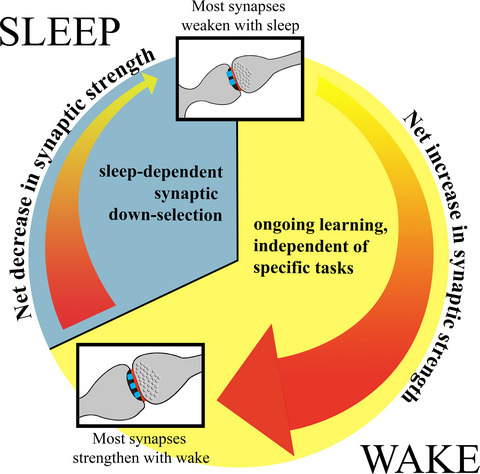 SLEEP
Most synapses
weaken with sleep
Net decrease in synaptic strength
sleep-dependent
synaptic
down-selection
ongoing learning,
independent of
specific tasks
Net increase in synaptic strength
Most synapses
strengthen with wake
WAKE